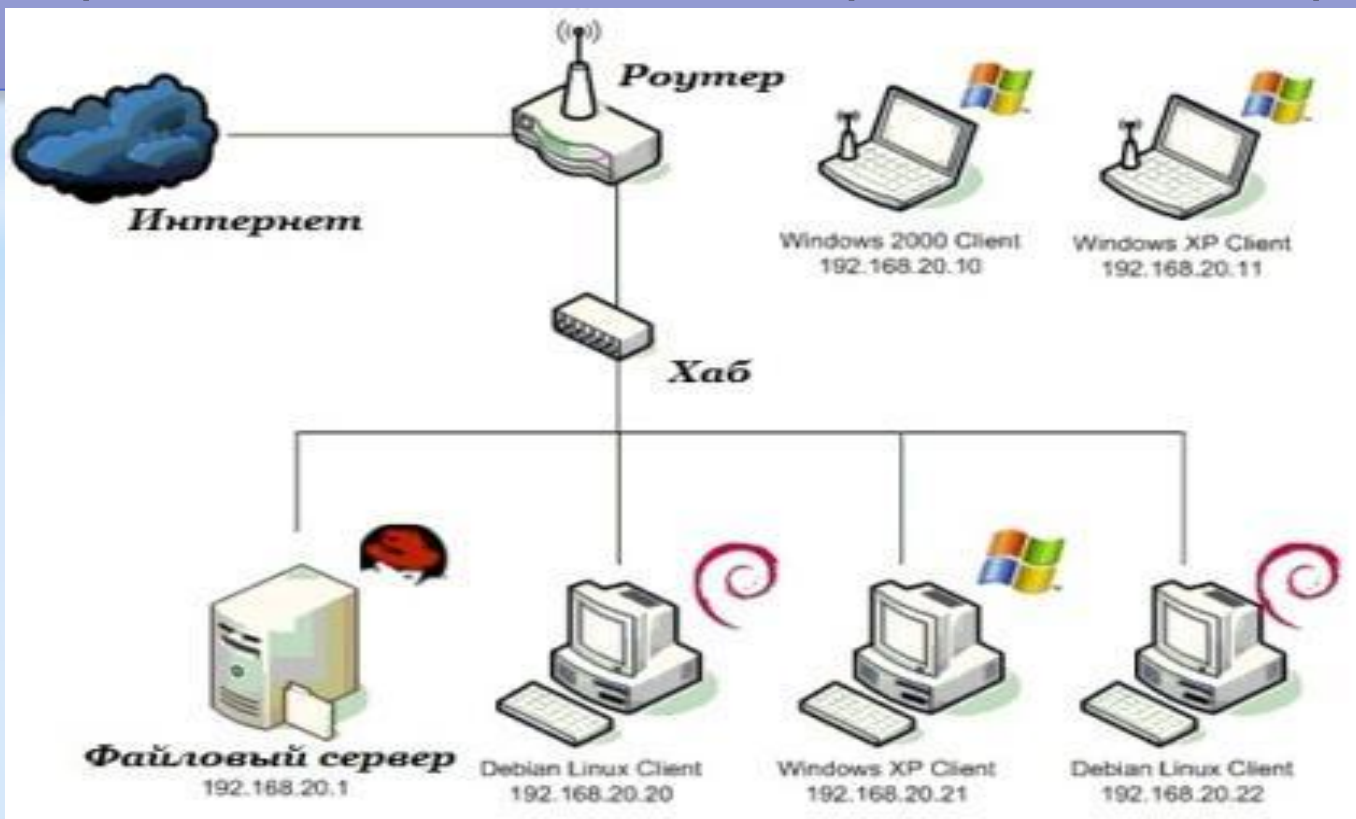 Роутер
Интернет
Windows 2000 Client
192.168.20.10
Windows XP Client
192.168.20.11
Хаб
Файловый сервер
192.168.20.1
Debian Linux Client
192.168.20.20
Windows XP Client
192.168.20.21
Debian Linux Client
192.168.20.22